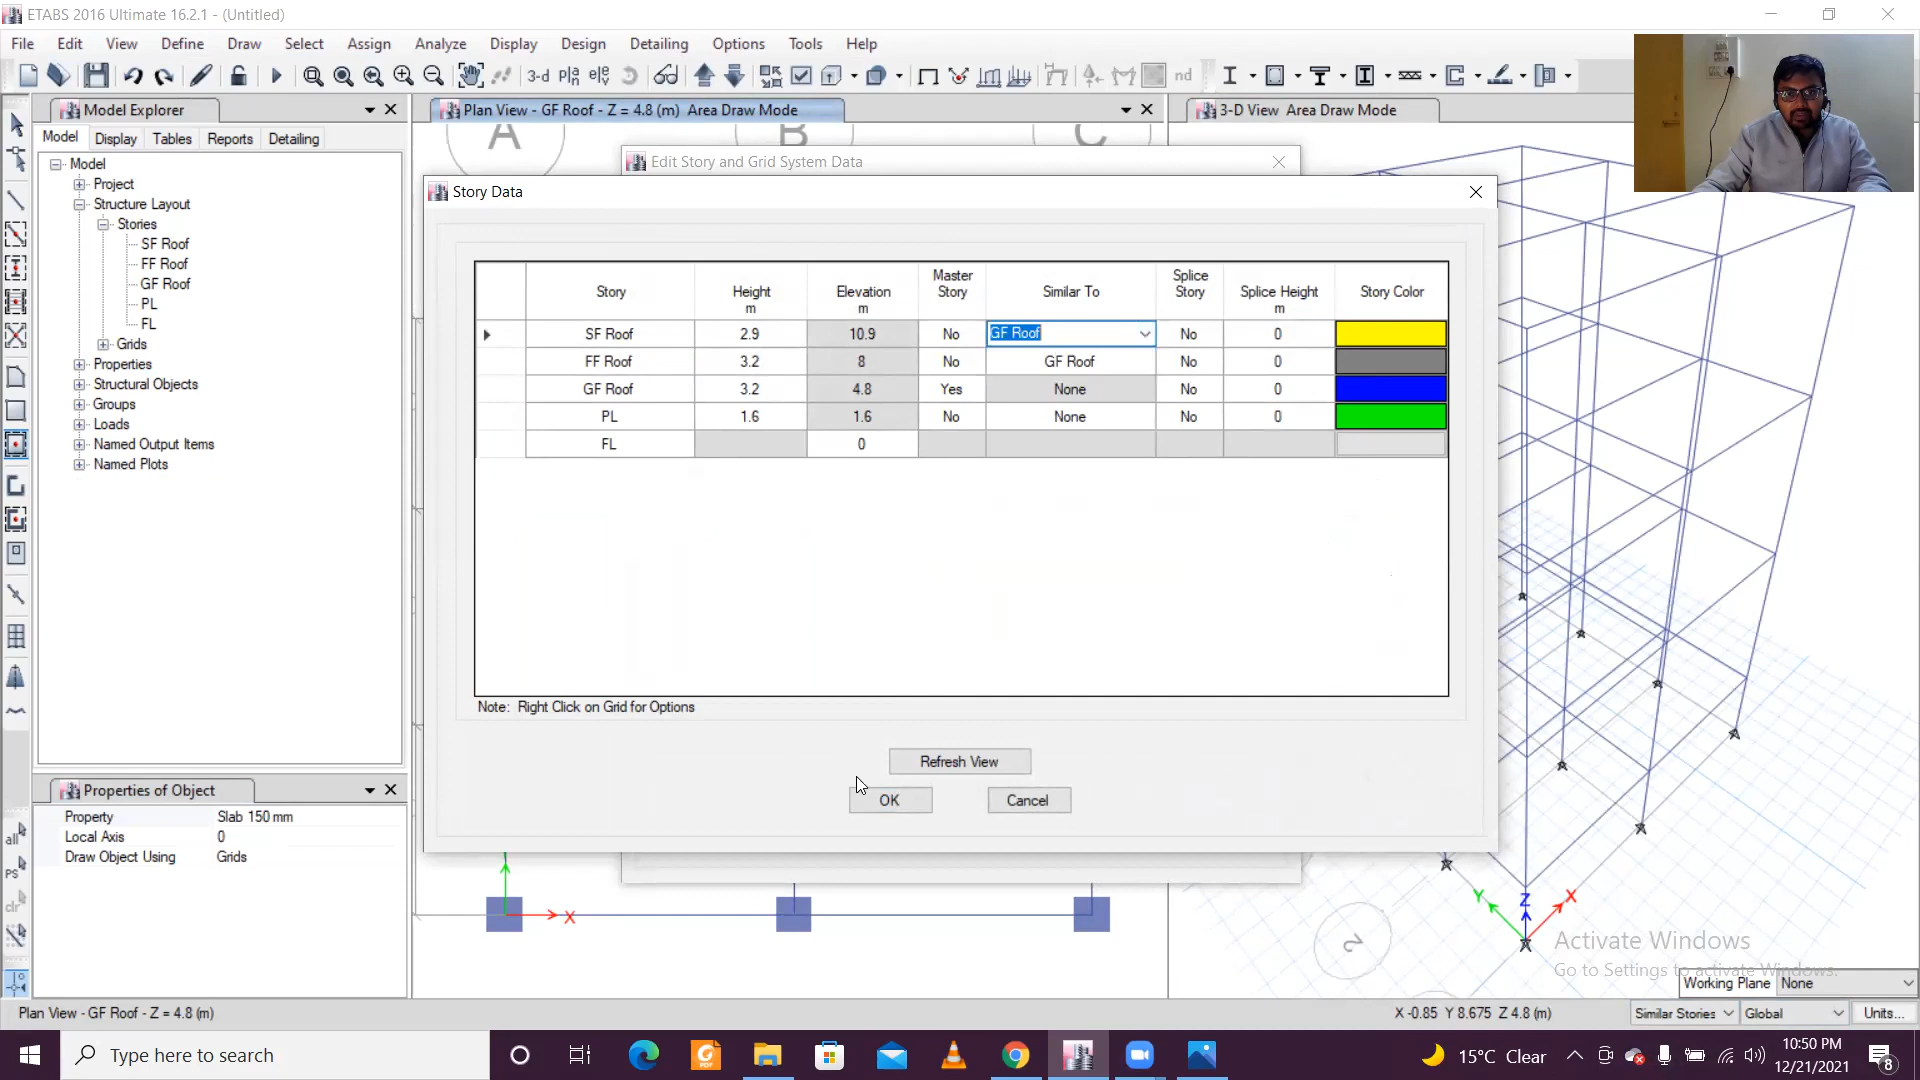 ETABS 2016 Ultimate 16.2.1 - (Untitled)
File Edit View Define Draw Select Assign Analyze Display Design Detailing Options Tools Help
3-d nd
Model Explorer
Model Display Tables Reports Detailing
Model
Project
Structure Layout
Stories
SF Roof
FF Roof
GF Roof
PL
FL
Grids
Properties
Structural Objects
Groups
Loads
Named Output Items
Named Plots
Properties of Object
Property Slab 150 mm
Local Axis 0
Draw Object Using Grids
Plan View - GF Roof - Z = 4.8 (m) Area Draw Mode
A B C
3-D View Area Draw Mode
Edit Story and Grid System Data
Story Data
Story Height m Elevation m Master Story Similar To Splice Story Splice Height m Story Color
SF Roof 2.9 10.9 No GF Roof No 0
FF Roof 3.2 8 No GF Roof No 0
GF Roof 3.2 4.8 Yes None No 0
PL 1.6 1.6 No None No 0
FL 0
Note: Right Click on Grid for Options
Refresh View
OK Cancel
X
Y Z X
2
Activate Windows
Go to Settings to activate Windows.
Working Plane None
all
PS
clr
Plan View - GF Roof - Z = 4.8 (m)
X -0.85 Y 8.675 Z 4.8 (m)
Similar Stories Global Units...
Type here to search
15°C Clear
10:50 PM
12/21/2021
8